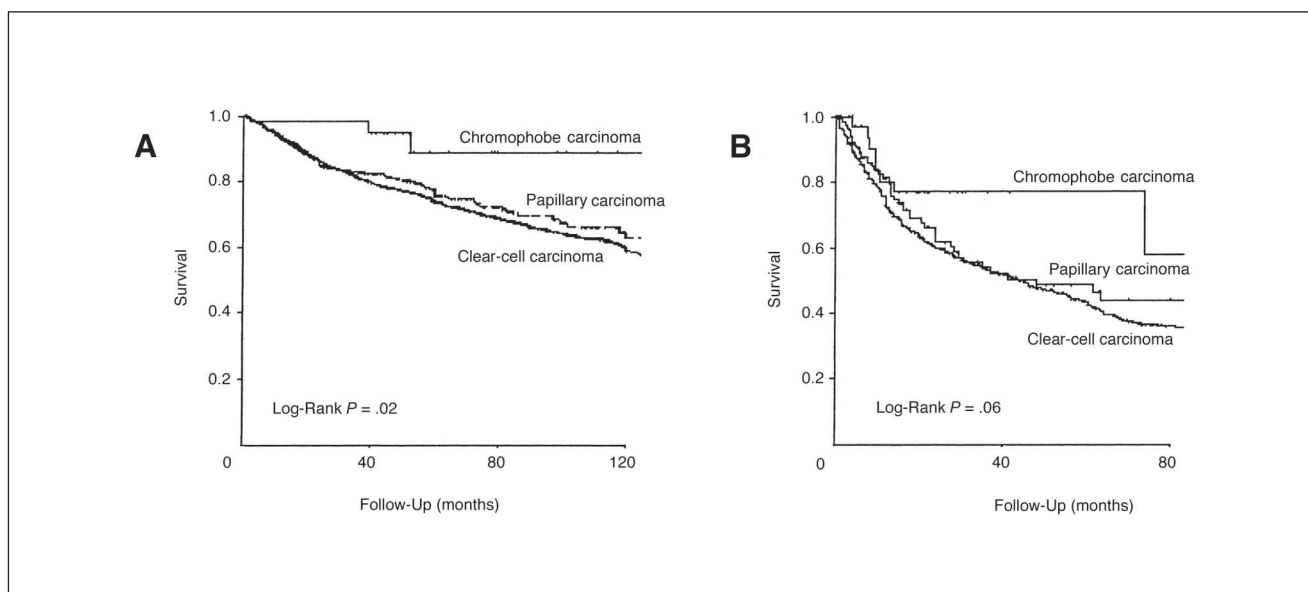 A
1.0
0.8
0.6
0.4
0.2
Survival
Chromophobe carcinoma
Papillary carcinoma
Clear-cell carcinoma
Log-Rank P = .02
0
40
80
120
Follow-Up (months)
B
1.0
0.8
0.6
0.4
0.2
Survival
Chromophobe carcinoma
Papillary carcinoma
Clear-cell carcinoma
Log-Rank P = .06
0
40
80
Follow-Up (months)